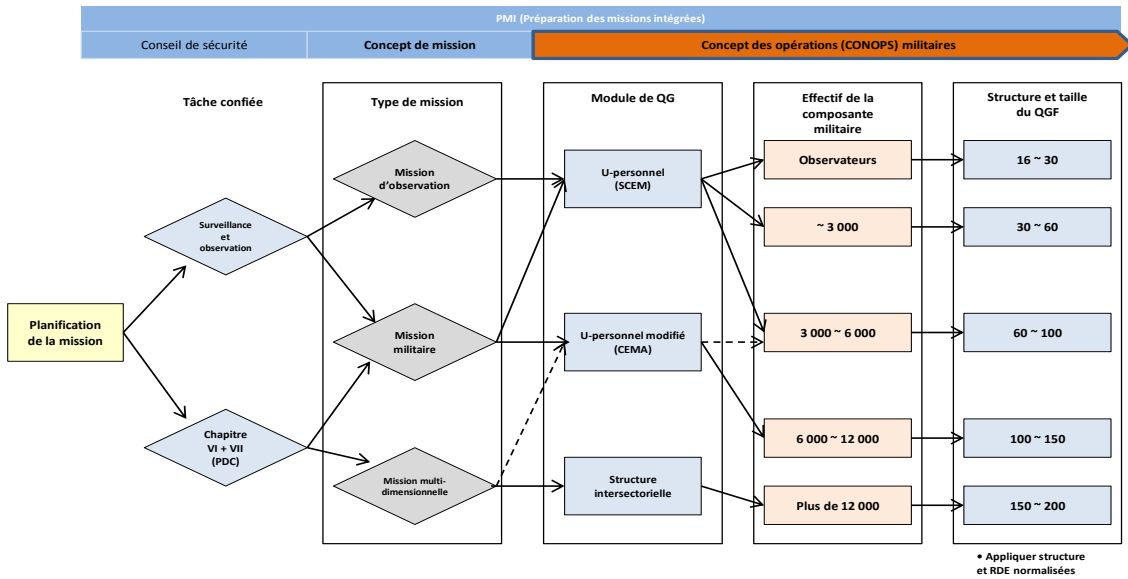 PMI (Préparation des missions intégrées)
Conseil de sécurité
Concept de mission
Concept des opérations (CONOPS) militaires
Tâche confiée
Type de mission
Module de QG
Effectif de la
composante
militaire
Structure et taille
du QGF
Planification
de la mission
Surveillance
et
observation
Chapitre
VI + VII
(PDC)
Mission
d'observation
Mission
militaire
Mission multi-
dimensionnelle
U-personnel
(SCEM)
U-personnel modifié
(CEMA)
Structure
intersectorielle
Observateurs
~ 3 000
3 000 ~ 6 000
6 000 ~ 12 000
Plus de 12 000
16 ~ 30
30 ~ 60
60 ~ 100
100 ~ 150
150 ~ 200
• Appliquer structure
et RDE normalisées